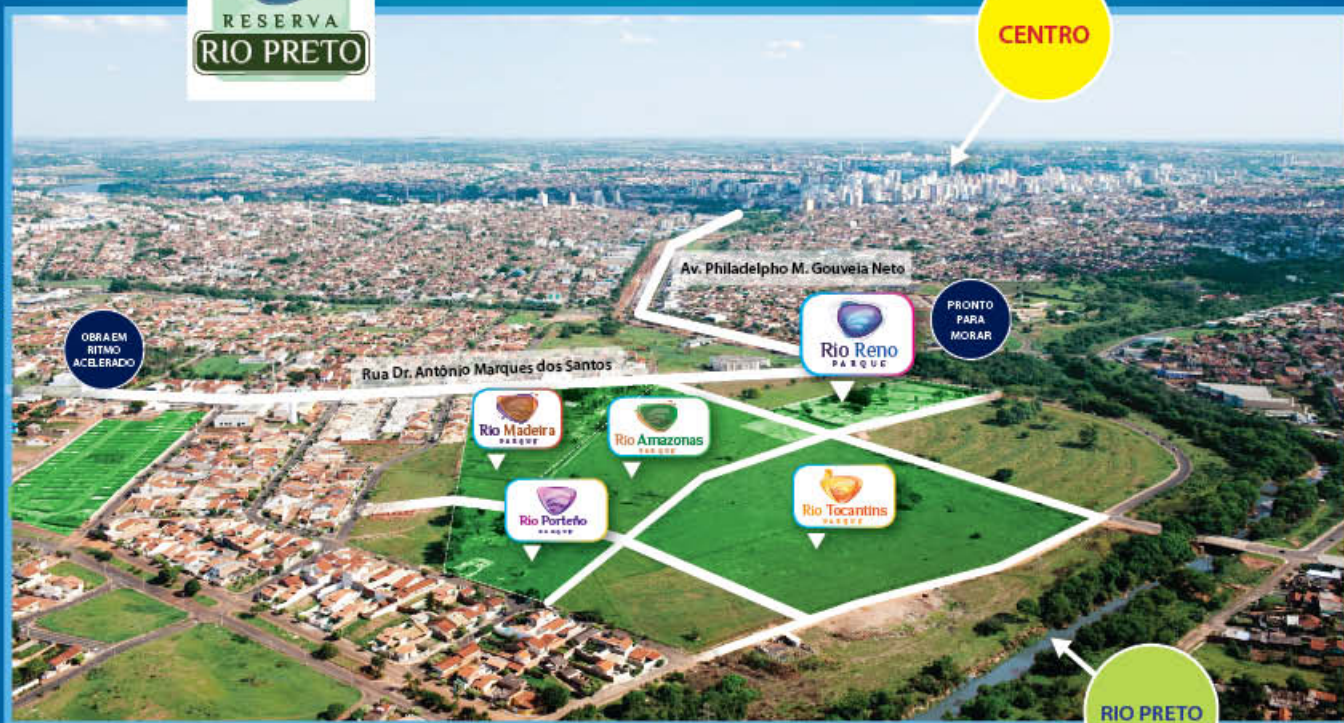 RESERVA
RIO PRETO
CENTRO
Av. Philadelpho M. Gouveia Neto
PRONTO
PARA
MORAR
Rio Reno
PARQUE
OBRA EM
RITMO
ACELERADO
Rua Dr. Antônio Marques dos Santos
Rio Madeira
PARQUE
Rio Amazonas
PARQUE
Rio Tocantins
PARQUE
Rio Porteño
PARQUE
RIO PRETO